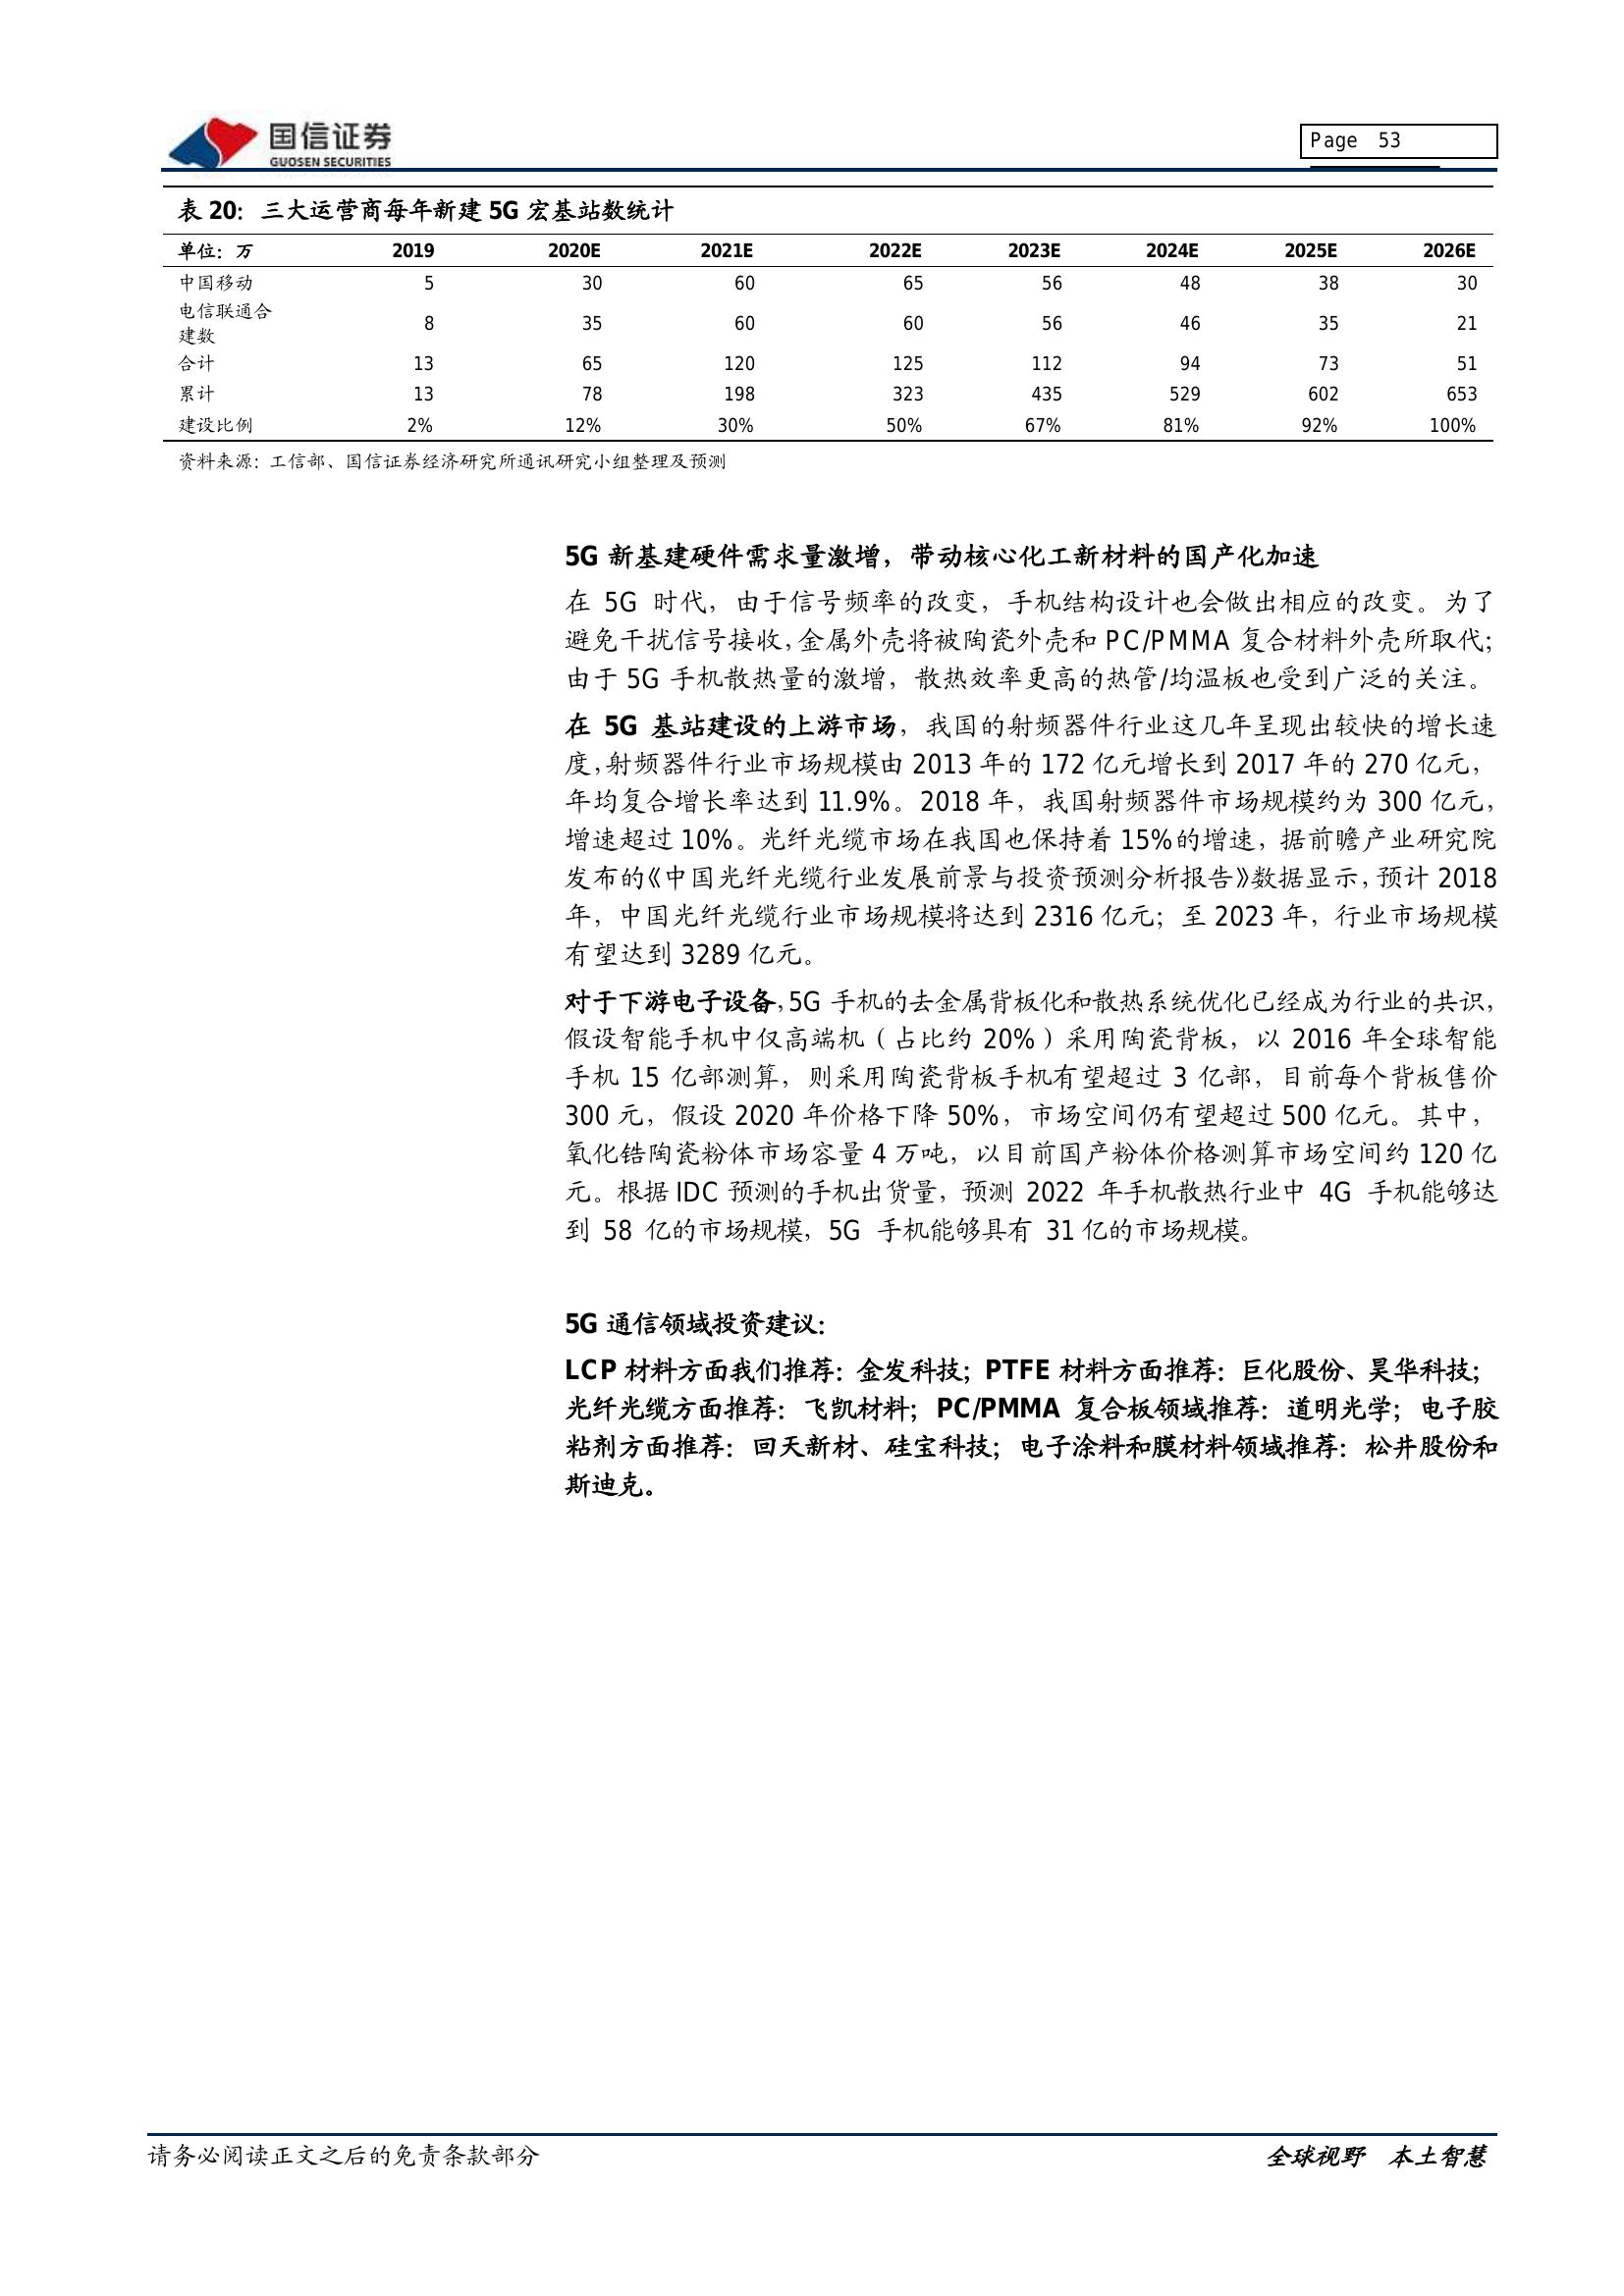 国信证券
GUOSEN SECURITIES
Page 53
表 20：三大运营商每年新建 5G 宏基站数统计
单位：万 2019 2020E 2021E 2022E 2023E 2024E 2025E 2026E
中国移动 5 30 60 65 56 48 38 30
电信联通合
建数 8 35 60 60 56 46 35 21
合计 13 65 120 125 112 94 73 51
累计 13 78 198 323 435 529 602 653
建设比例 2% 12% 30% 50% 67% 81% 92% 100%
资料来源：工信部、国信证券经济研究所通讯研究小组整理及预测
5G 新基建硬件需求量激增，带动核心化工新材料的国产化加速
在 5G 时代，由于信号频率的改变，手机结构设计也会做出相应的改变。为了
避免干扰信号接收，金属外壳将被陶瓷外壳和 PC/PMMA 复合材料外壳所取代；
由于 5G 手机散热量的激增，散热效率更高的热管/均温板也受到广泛的关注。
在 5G 基站建设的上游市场，我国的射频器件行业这几年呈现出较快的增长速
度，射频器件行业市场规模由 2013 年的 172 亿元增长到 2017 年的 270 亿元，
年均复合增长率达到 11.9%。2018 年，我国射频器件市场规模约为 300 亿元，
增速超过 10%。光纤光缆市场在我国也保持着 15%的增速，据前瞻产业研究院
发布的《中国光纤光缆行业发展前景与投资预测分析报告》数据显示，预计 2018
年，中国光纤光缆行业市场规模将达到 2316 亿元；至 2023 年，行业市场规模
有望达到 3289 亿元。
对于下游电子设备，5G 手机的去金属背板化和散热系统优化已经成为行业的共识，
假设智能手机中仅高端机（占比约 20%）采用陶瓷背板，以 2016 年全球智能
手机 15 亿部测算，则采用陶瓷背板手机有望超过 3 亿部，目前每个背板售价
300 元，假设 2020 年价格下降 50%，市场空间仍有望超过 500 亿元。其中，
氧化锆陶瓷粉体市场容量 4 万吨，以目前国产粉体价格测算市场空间约 120 亿
元。根据 IDC 预测的手机出货量，预测 2022 年手机散热行业中 4G 手机能够达
到 58 亿的市场规模，5G 手机能够具有 31 亿的市场规模。
5G 通信领域投资建议：
LCP 材料方面我们推荐：金发科技；PTFE 材料方面推荐：巨化股份、昊华科技；
光纤光缆方面推荐：飞凯材料；PC/PMMA 复合板领域推荐：道明光学；电子胶
粘剂方面推荐：回天新材、硅宝科技；电子涂料和膜材料领域推荐：松井股份和
斯迪克。
请务必阅读正文之后的免责条款部分
全球视野 本土智慧